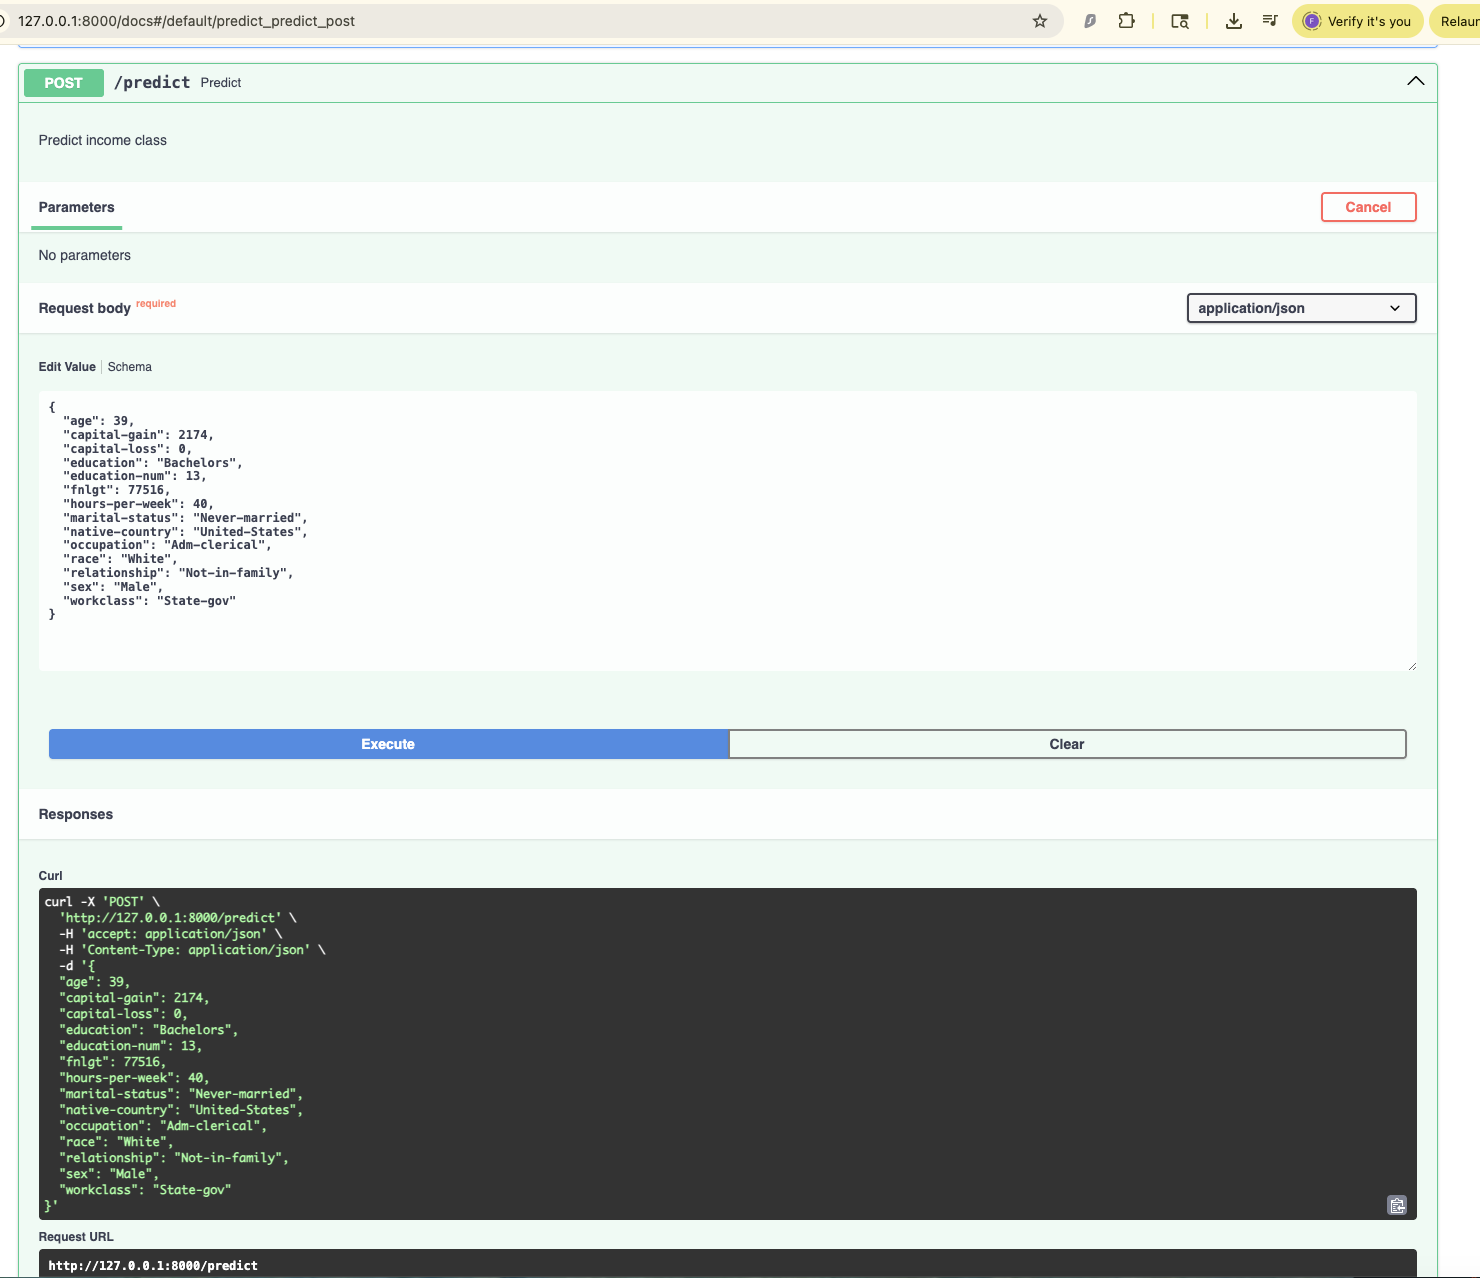 127.0.0.1:8000/docs#/default/predict_predict_post
Verify it's you
POST /predict Predict
Predict income class
Parameters
Cancel
No parameters
Request body required
application/json
Edit Value Schema
{
  "age": 39,
  "capital-gain": 2174,
  "capital-loss": 0,
  "education": "Bachelors",
  "education-num": 13,
  "fnlgt": 77516,
  "hours-per-week": 40,
  "marital-status": "Never-married",
  "native-country": "United-States",
  "occupation": "Adm-clerical",
  "race": "White",
  "relationship": "Not-in-family",
  "sex": "Male",
  "workclass": "State-gov"
}
Execute
Clear
Responses
Curl
curl -X 'POST' \
  'http://127.0.0.1:8000/predict' \
  -H 'accept: application/json' \
  -H 'Content-Type: application/json' \
  -d '{
  "age": 39,
  "capital-gain": 2174,
  "capital-loss": 0,
  "education": "Bachelors",
  "education-num": 13,
  "fnlgt": 77516,
  "hours-per-week": 40,
  "marital-status": "Never-married",
  "native-country": "United-States",
  "occupation": "Adm-clerical",
  "race": "White",
  "relationship": "Not-in-family",
  "sex": "Male",
  "workclass": "State-gov"
}'
Request URL
http://127.0.0.1:8000/predict